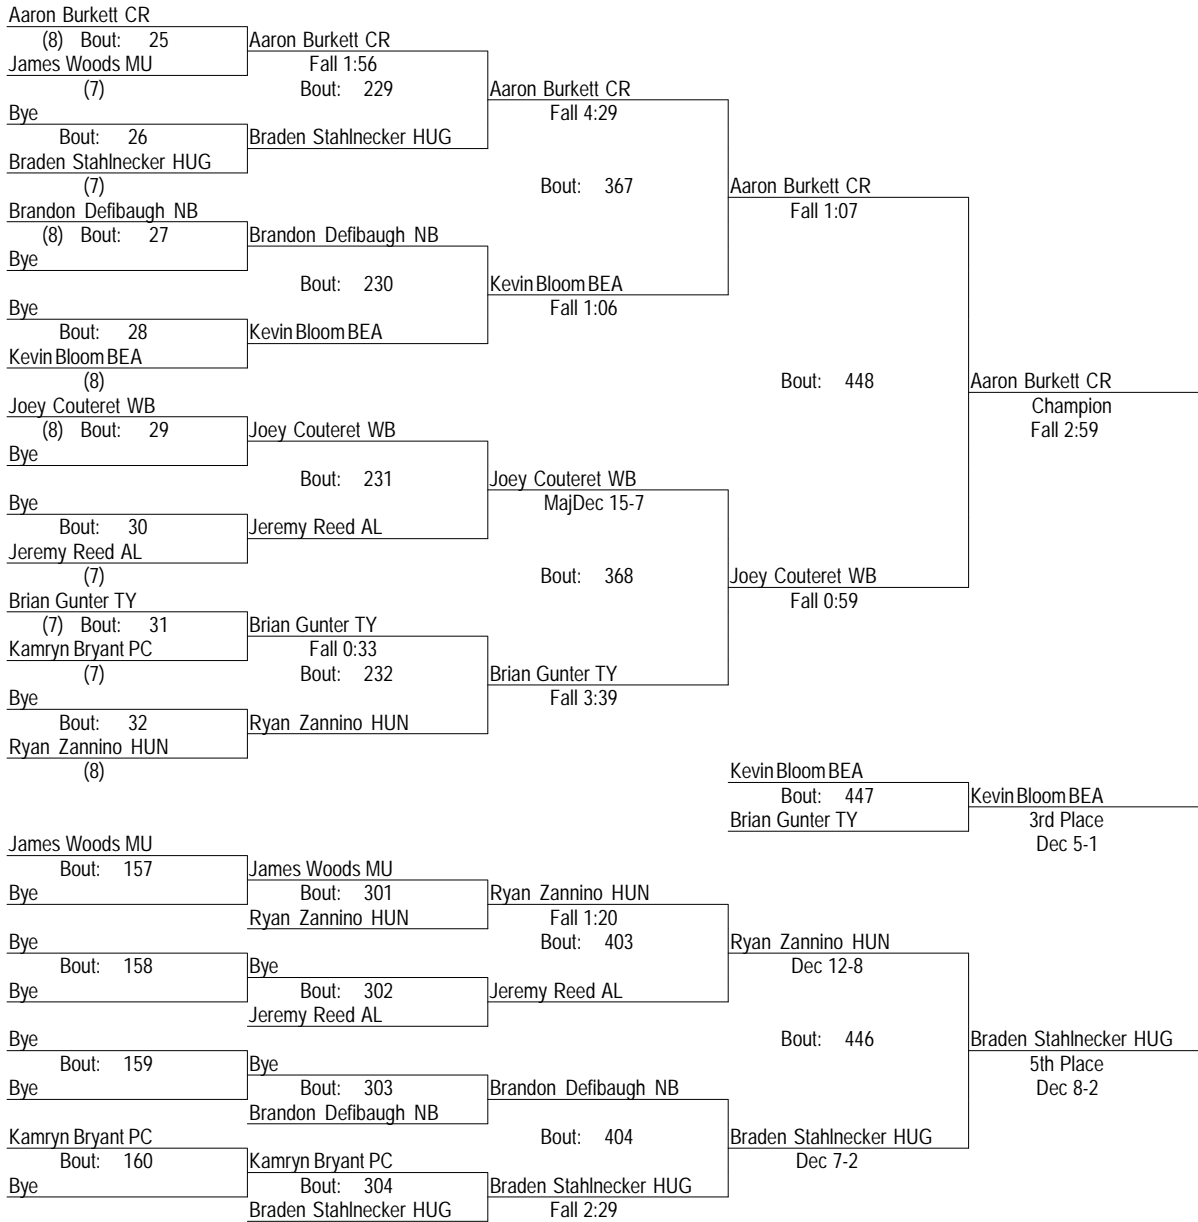 Aaron Burkett CR
(8) Bout: 25
Aaron Burkett CR
James Woods MU
Fall 1:56
(7)
Bout: 229
Aaron Burkett CR
Bye
Fall 4:29
Bout: 26
Braden Stahlnecker HUG
Braden Stahlnecker HUG
(7)
Bout: 367
Aaron Burkett CR
Brandon Defibaugh NB
Fall 1:07
(8) Bout: 27
Brandon Defibaugh NB
Bye
Bout: 230
Kevin Bloom BEA
Bye
Fall 1:06
Bout: 28
Kevin Bloom BEA
Kevin Bloom BEA
(8)
Bout: 448
Aaron Burkett CR
Joey Couteret WB
Champion
(8) Bout: 29
Joey Couteret WB
Fall 2:59
Bye
Bout: 231
Joey Couteret WB
Bye
MajDec 15-7
Bout: 30
Jeremy Reed AL
Jeremy Reed AL
(7)
Bout: 368
Joey Couteret WB
Brian Gunter TY
Fall 0:59
(7) Bout: 31
Brian Gunter TY
Kamryn Bryant PC
Fall 0:33
(7)
Bout: 232
Brian Gunter TY
Bye
Fall 3:39
Bout: 32
Ryan Zannino HUN
Ryan Zannino HUN
(8)
Kevin Bloom BEA
Bout: 447
Kevin Bloom BEA
Brian Gunter TY
3rd Place
Dec 5-1
James Woods MU
Bout: 157
James Woods MU
Bye
Bout: 301
Ryan Zannino HUN
Ryan Zannino HUN
Fall 1:20
Bye
Bout: 403
Ryan Zannino HUN
Bout: 158
Bye
Dec 12-8
Bye
Bout: 302
Jeremy Reed AL
Jeremy Reed AL
Bye
Bout: 446
Braden Stahlnecker HUG
Bout: 159
Bye
5th Place
Bye
Bout: 303
Brandon Defibaugh NB
Dec 8-2
Brandon Defibaugh NB
Kamryn Bryant PC
Bout: 404
Braden Stahlnecker HUG
Bout: 160
Kamryn Bryant PC
Dec 7-2
Bye
Bout: 304
Braden Stahlnecker HUG
Braden Stahlnecker HUG
Fall 2:29